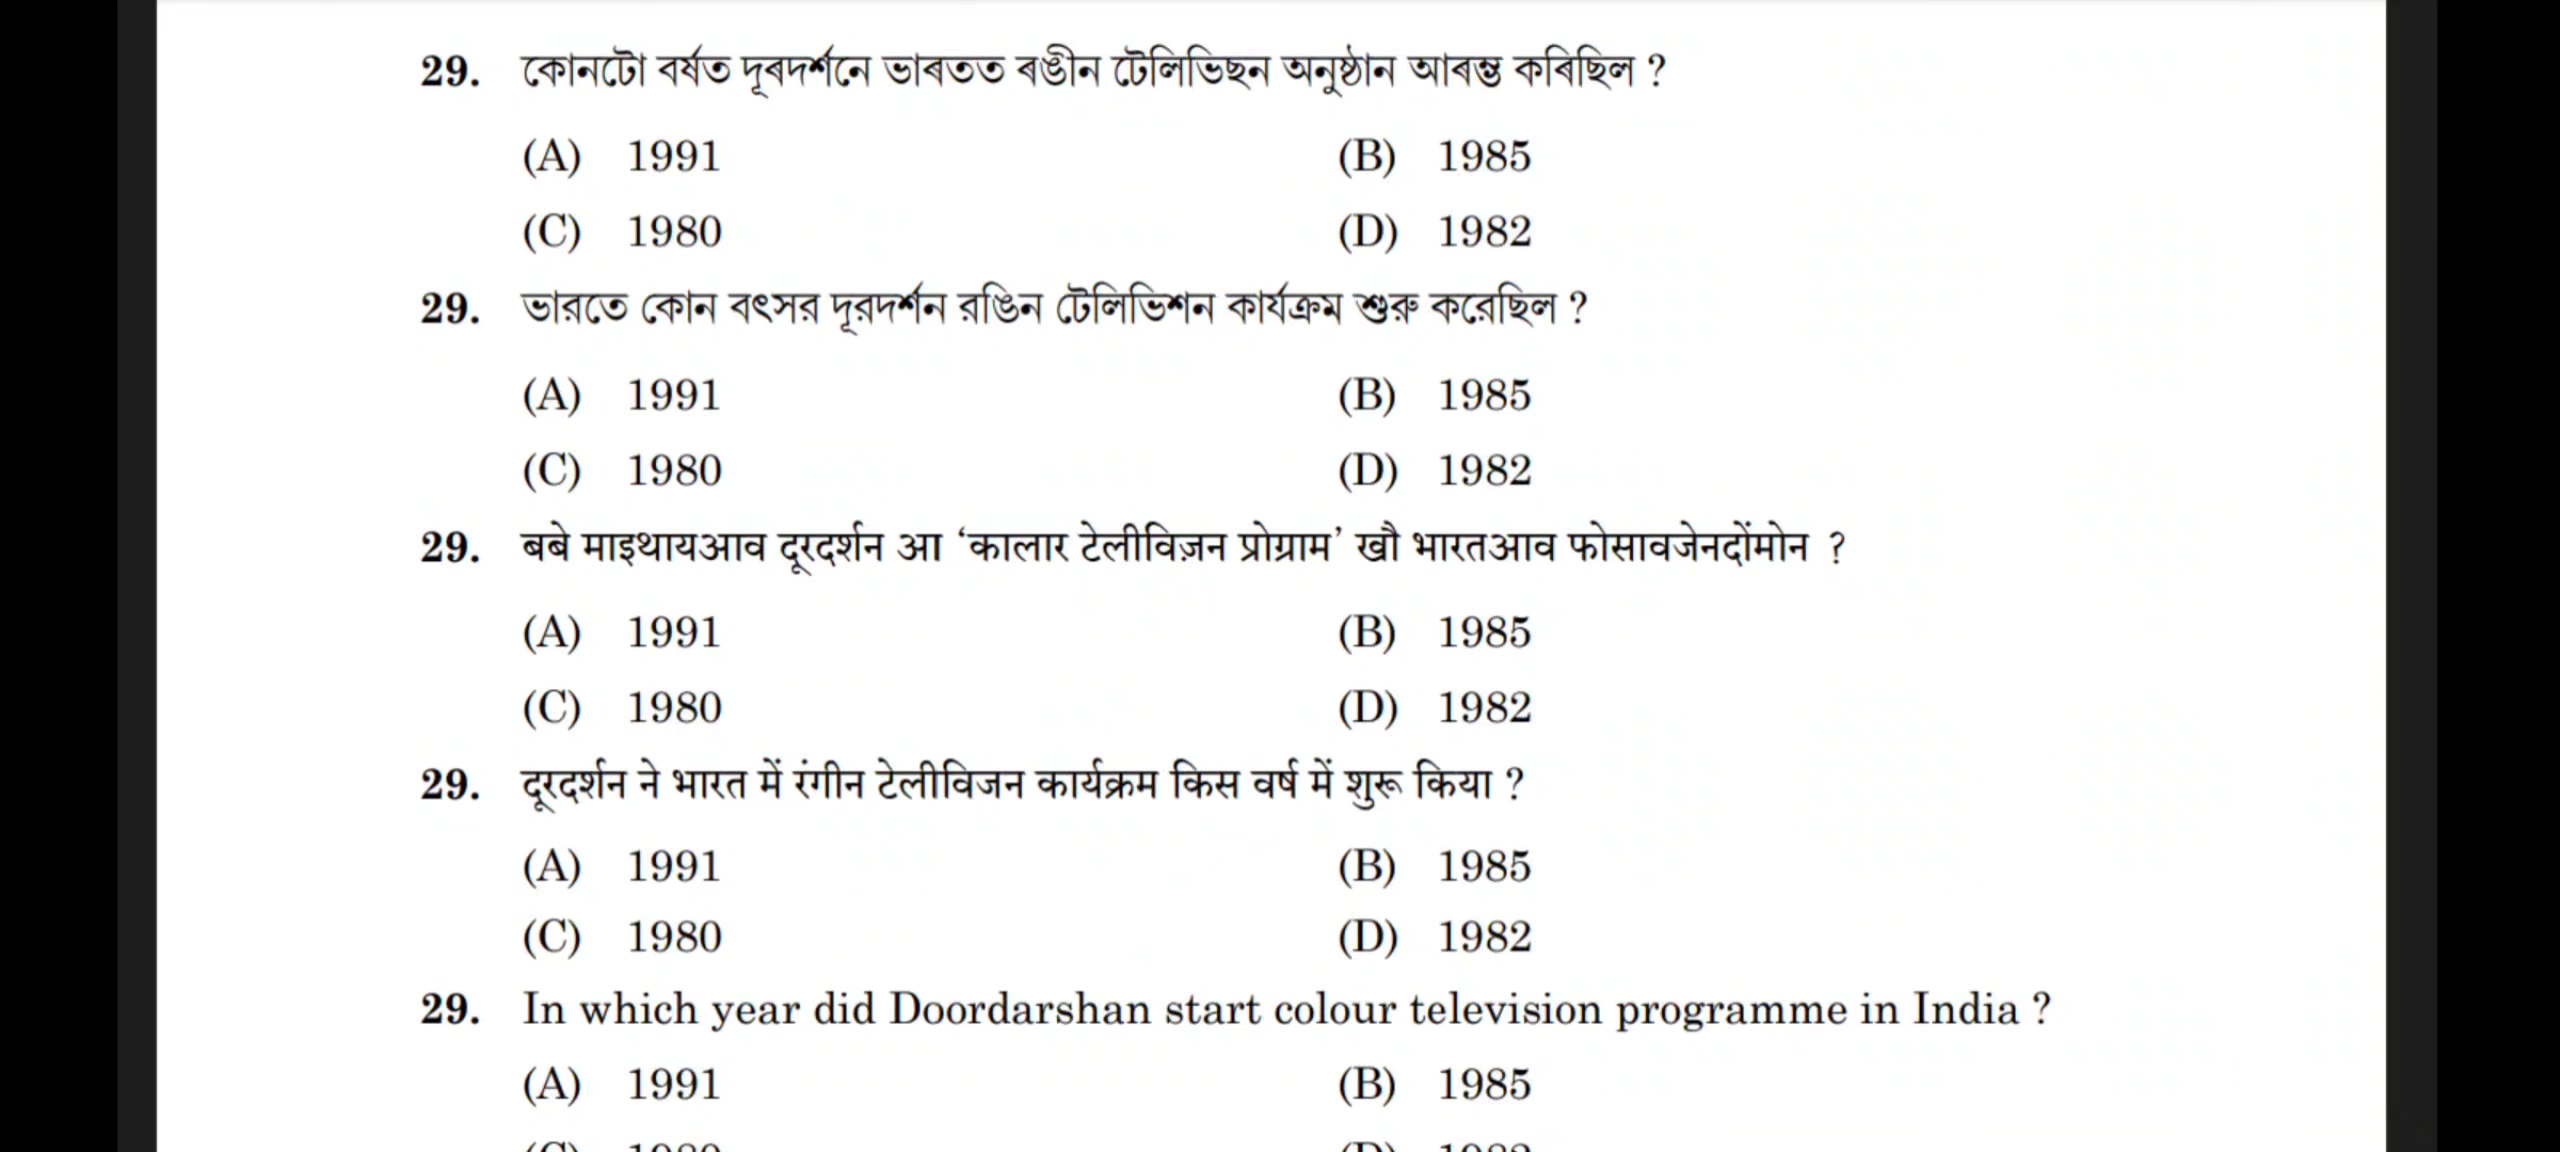 29. কোনটো বৰ্ষত দূৰদৰ্শনে ভাৰতত ৰঙীন টেলিভিছন অনুষ্ঠান আৰম্ভ কৰিছিল ?
(A) 1991 (B) 1985
(C) 1980 (D) 1982
29. ভারতে কোন বৎসর দূরদর্শন রঙিন টেলিভিশন কার্যক্রম শুরু করেছিল ?
(A) 1991 (B) 1985
(C) 1980 (D) 1982
29. बबे माइथायआव दूरदर्शन आ ‘कालार टेलीविज़न प्रोग्राम’ खौ भारतआव फोसावजेनदोंमोन ?
(A) 1991 (B) 1985
(C) 1980 (D) 1982
29. दूरदर्शन ने भारत में रंगीन टेलीविजन कार्यक्रम किस वर्ष में शुरू किया ?
(A) 1991 (B) 1985
(C) 1980 (D) 1982
29. In which year did Doordarshan start colour television programme in India ?
(A) 1991 (B) 1985